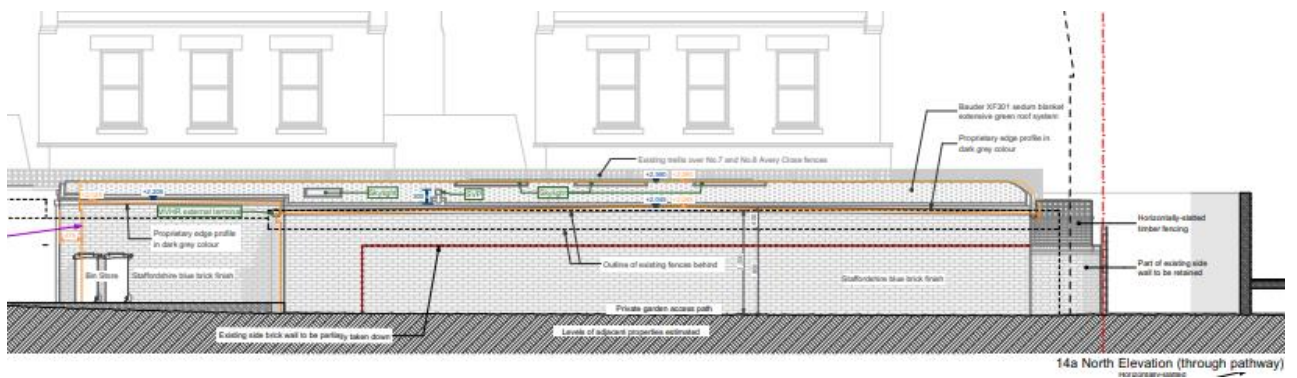 Bauder XF301 sedum blanket
extensive green roof system
Proprietary edge profile in
dark grey colour
Existing trellis over No.7 and No.8 Avery Close fences
Skylight
SVP
Skylight
MVHR external terminal
Proprietary edge profile
in dark grey colour
Horizontally-slatted
timber fencing
Outline of existing fences behind
Part of existing side
wall to be retained
Bin Store
Staffordshire blue brick finish
Staffordshire blue brick finish
Private garden access path
Existing side brick wall to be partially taken down
Levels of adjacent properties estimated
14a North Elevation (through pathway)
Horizontally-slatted